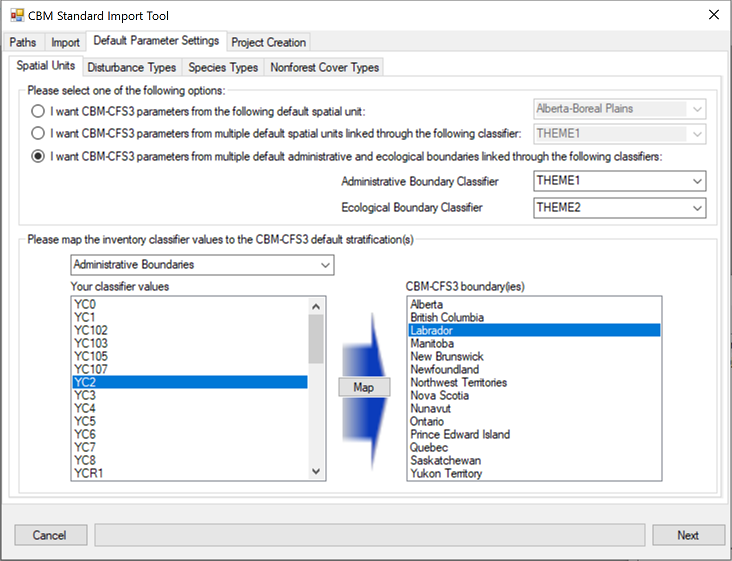 CBM Standard Import Tool
Paths Import Default Parameter Settings Project Creation
Spatial Units Disturbance Types Species Types Nonforest Cover Types
Please select one of the following options:
I want CBM-CFS3 parameters from the following default spatial unit: Alberta-Boreal Plains
I want CBM-CFS3 parameters from multiple default spatial units linked through the following classifier: THEME1
I want CBM-CFS3 parameters from multiple default administrative and ecological boundaries linked through the following classifiers:
Administrative Boundary Classifier THEME1
Ecological Boundary Classifier THEME2
Please map the inventory classifier values to the CBM-CFS3 default stratification(s)
Administrative Boundaries
Your classifier values
YC0
YC1
YC102
YC103
YC105
YC107
YC2
YC3
YC4
YC5
YC6
YC7
YC8
YCR1
Map
CBM-CFS3 boundary(ies)
Alberta
British Columbia
Labrador
Manitoba
New Brunswick
Newfoundland
Northwest Territories
Nova Scotia
Nunavut
Ontario
Prince Edward Island
Quebec
Saskatchewan
Yukon Territory
Cancel Next